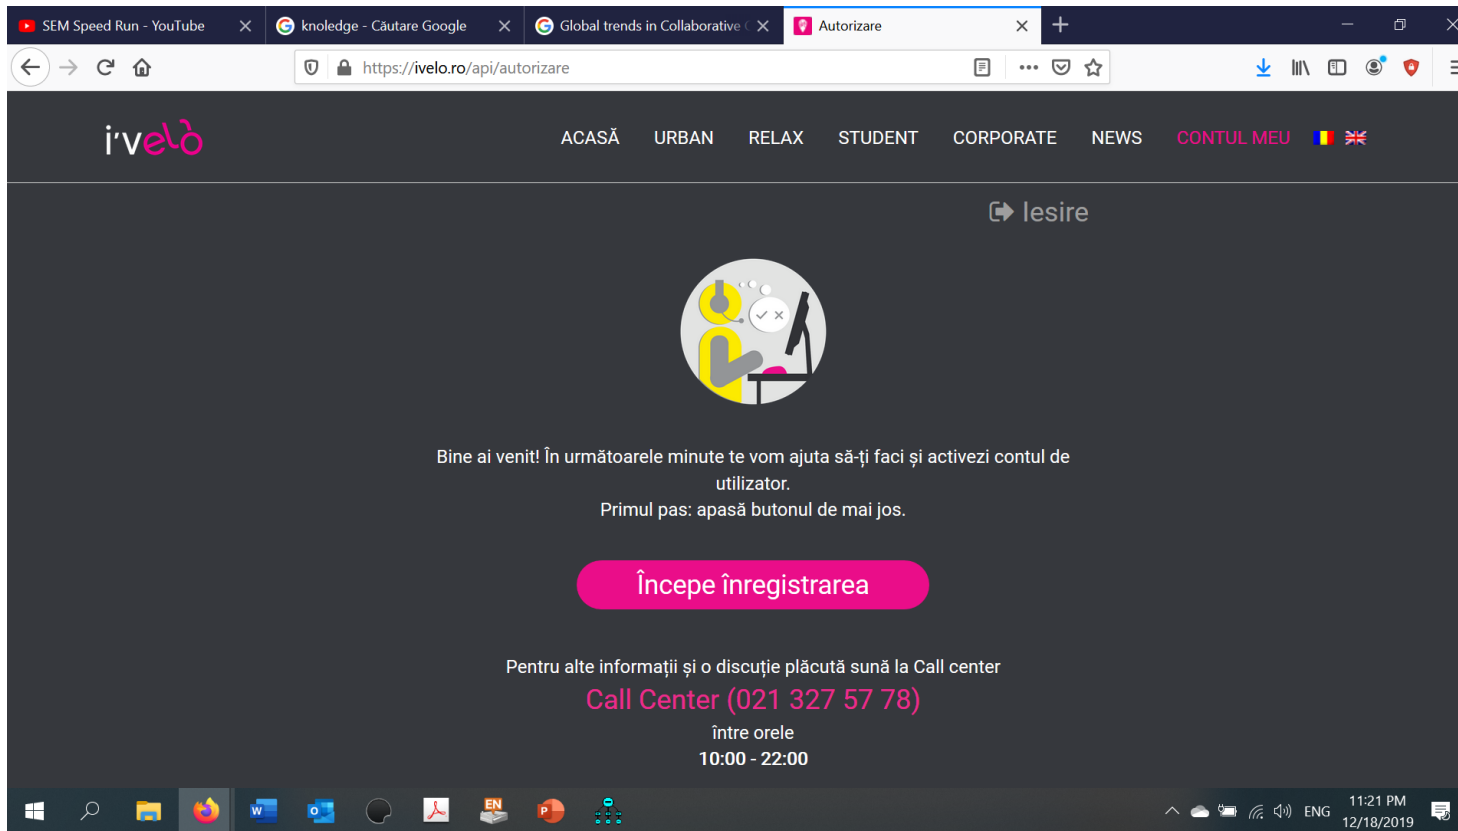 SEM Speed Run - YouTube
knoledge - Căutare Google
Global trends in Collaborative
Autorizare
https://ivelo.ro/api/autorizare
i'velo
ACASĂ URBAN RELAX STUDENT CORPORATE NEWS CONTUL MEU
Iesire
Bine ai venit! În următoarele minute te vom ajuta să-ți faci și activezi contul de
utilizator.
Primul pas: apasă butonul de mai jos.
Începe înregistrarea
Pentru alte informații și o discuție plăcută sună la Call center
Call Center (021 327 57 78)
între orele
10:00 - 22:00
ENG
11:21 PM
12/18/2019